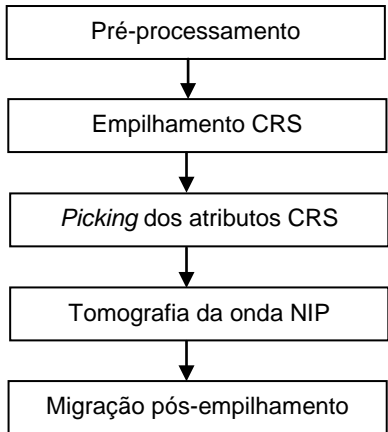 Pré-processamento
Empilhamento CRS
Picking dos atributos CRS
Tomografia da onda NIP
Migração pós-empilhamento